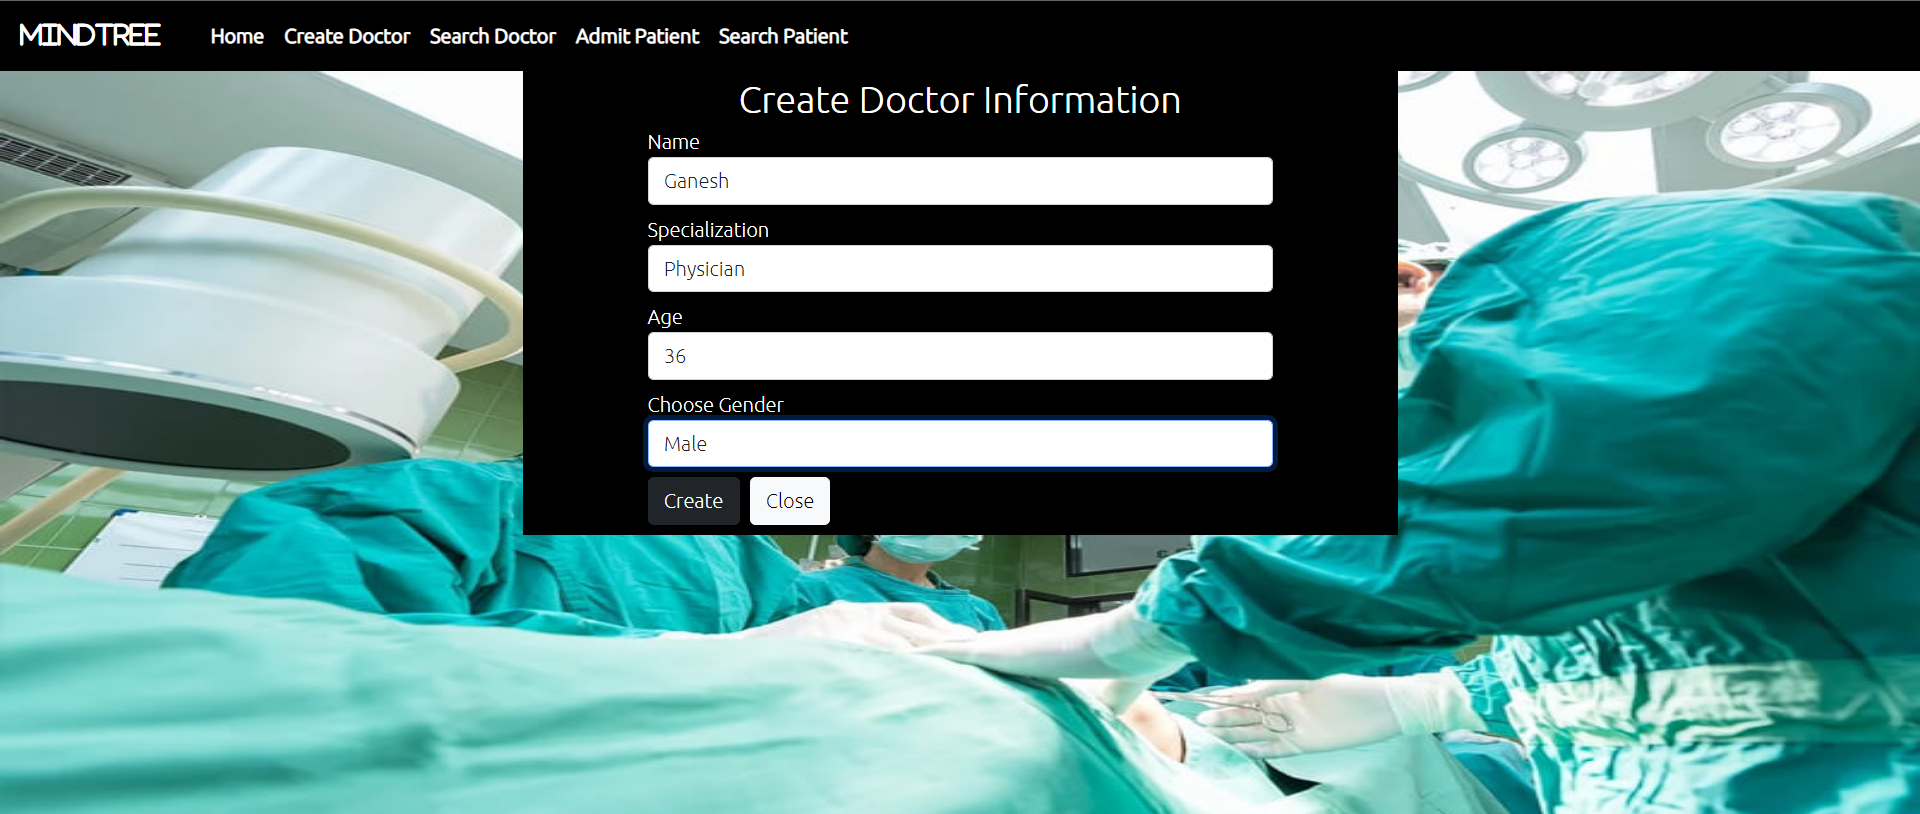 MINDTREE Home Create Doctor Search Doctor Admit Patient Search Patient
Create Doctor Information
Name
Ganesh
Specialization
Physician
Age
36
Choose Gender
Male
Create Close